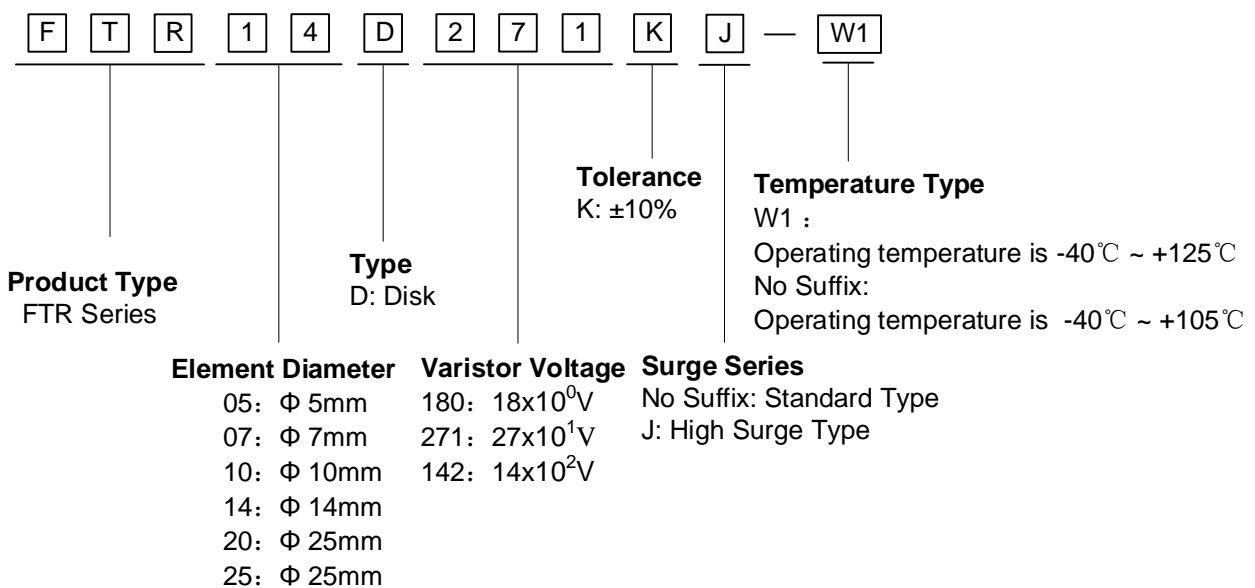 F T R 1 4 D 2 7 1 K J — W1
Tolerance
K: ±10%
Temperature Type
W1：
Operating temperature is -40℃ ~ +125℃
No Suffix:
Operating temperature is -40℃ ~ +105℃
Type
D: Disk
Product Type
FTR Series
Element Diameter
05：Φ 5mm
07：Φ 7mm
10：Φ 10mm
14：Φ 14mm
20：Φ 25mm
25：Φ 25mm
Varistor Voltage
180：18x10⁰V
271：27x10¹V
142：14x10²V
Surge Series
No Suffix: Standard Type
J: High Surge Type